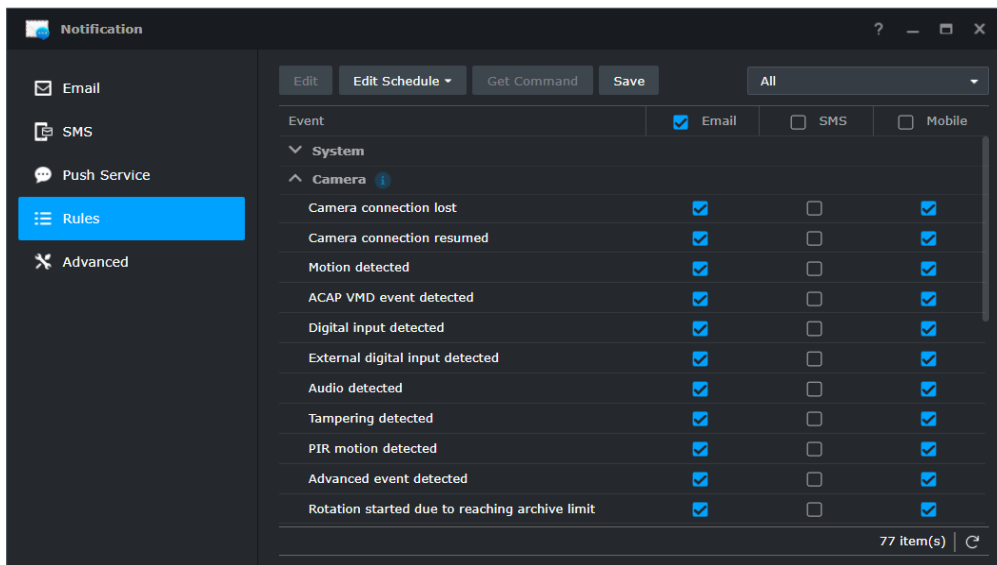 Notification
?
Email
SMS
Push Service
Rules
Advanced
Edit Edit Schedule Get Command Save All
Event Email SMS Mobile
System
Camera i
Camera connection lost
Camera connection resumed
Motion detected
ACAP VMD event detected
Digital input detected
External digital input detected
Audio detected
Tampering detected
PIR motion detected
Advanced event detected
Rotation started due to reaching archive limit
77 item(s)